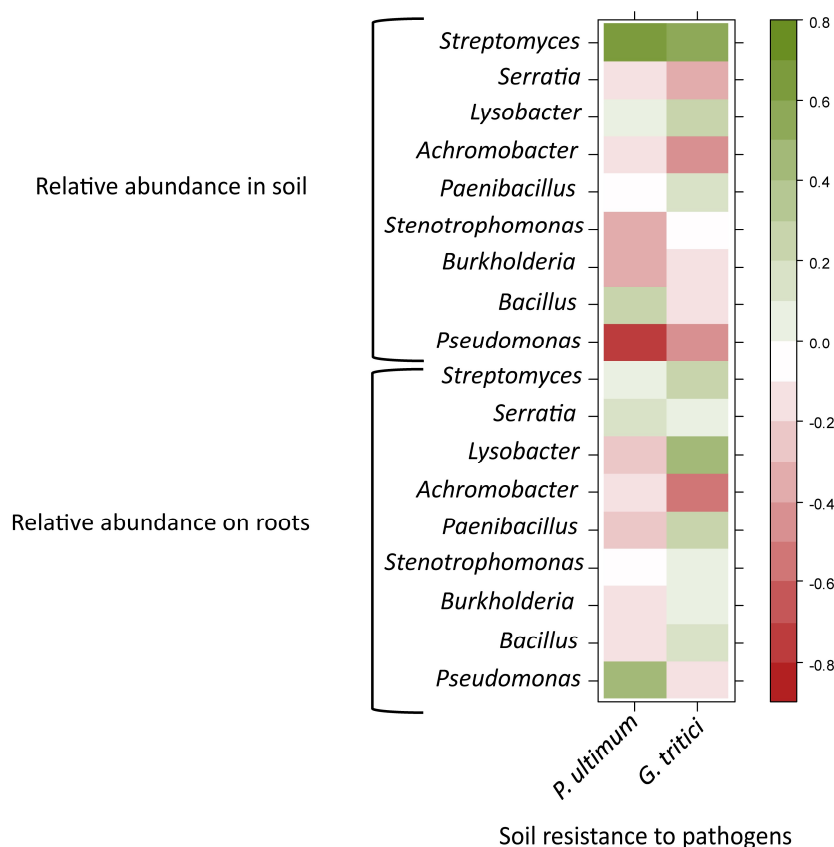 Relative abundance in soil
Streptomyces
Serratia
Lysobacter
Achromobacter
Paenibacillus
Stenotrophomonas
Burkholderia
Bacillus
Pseudomonas
Relative abundance on roots
Streptomyces
Serratia
Lysobacter
Achromobacter
Paenibacillus
Stenotrophomonas
Burkholderia
Bacillus
Pseudomonas
0.8
0.6
0.4
0.2
0.0
-0.2
-0.4
-0.6
-0.8
P. ultimum
G. tritici
Soil resistance to pathogens